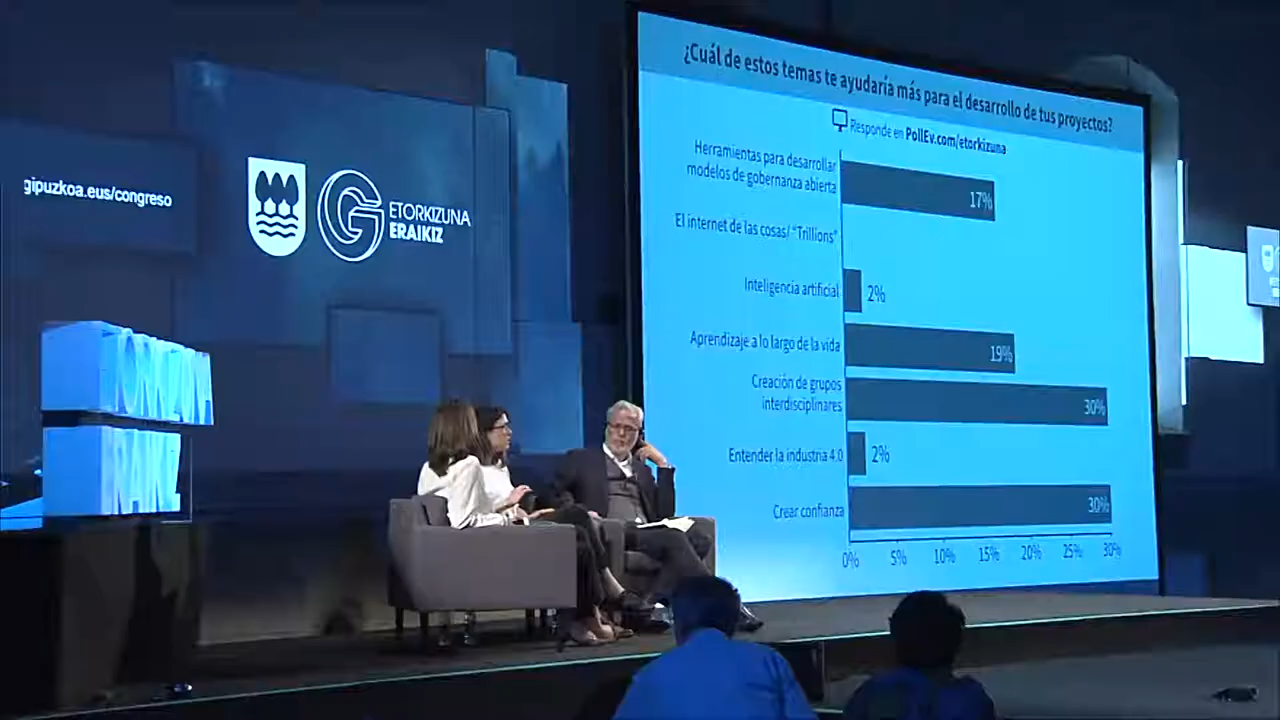 gipuzkoa.eus/congreso
G ETORKIZUNA
ERAIKIZ
¿Cuál de estos temas te ayudaría más para el desarrollo de tus proyectos?
Responde en PollEv.com/etorkizuna
Herramientas para desarrollar
modelos de gobernanza abierta
17%
El internet de las cosas/ "Trillions"
Inteligencia artificial
2%
Aprendizaje a lo largo de la vida
19%
Creación de grupos
interdisciplinares
30%
Entender la industria 4.0
2%
Crear confianza
30%
0% 5% 10% 15% 20% 25% 30%